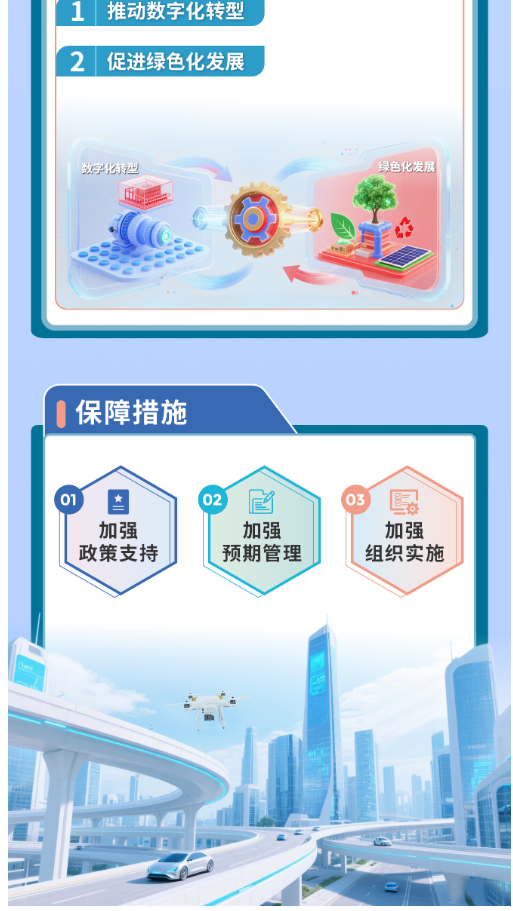 1 推动数字化转型
2 促进绿色化发展
数字化转型
绿色化发展
保障措施
01
加强
政策支持
02
加强
预期管理
03
加强
组织实施